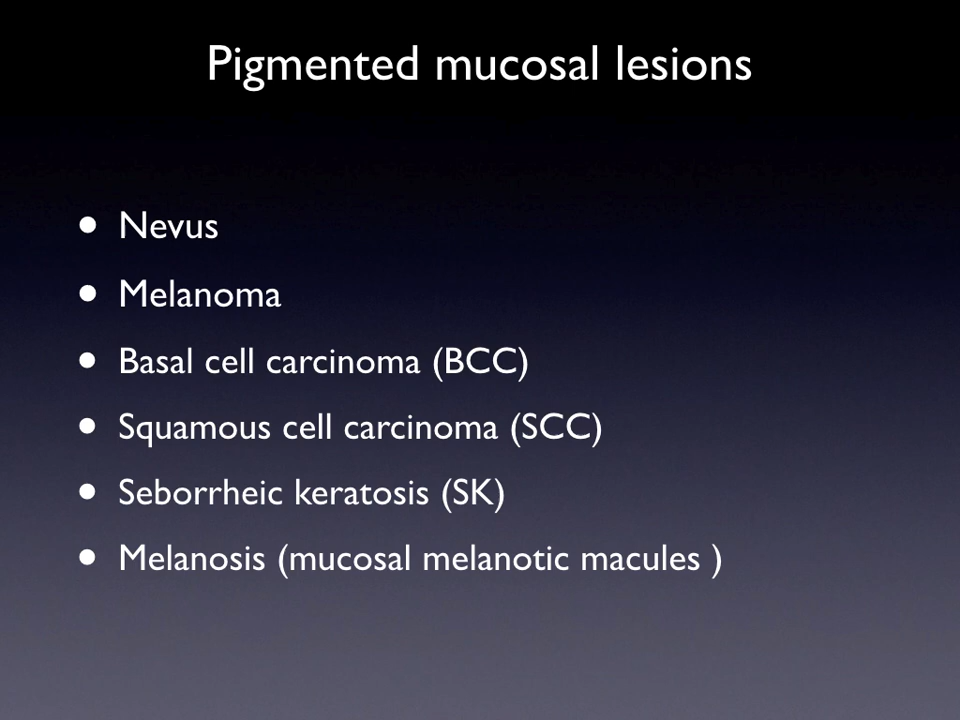 Pigmented mucosal lesions
• Nevus
• Melanoma
• Basal cell carcinoma (BCC)
• Squamous cell carcinoma (SCC)
• Seborrheic keratosis (SK)
• Melanosis (mucosal melanotic macules )